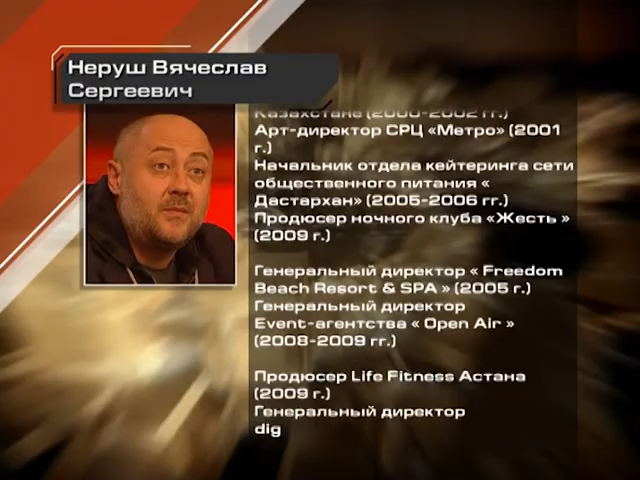 Неруш Вячеслав
Сергеевич
Казахстане (2000-2002 гг.)
Арт-директор СРЦ «Метро» (2001
г.)
Начальник отдела кейтеринга сети
общественного питания «
Дастархан» (2005-2006 гг.)
Продюсер ночного клуба «Жесть »
(2009 г.)
Генеральный директор « Freedom
Beach Resort & SPA » (2005 г.)
Генеральный директор
Event-агентства « Open Air »
(2008-2009 гг.)
Продюсер Life Fitness Астана
(2009 г.)
Генеральный директор
dig